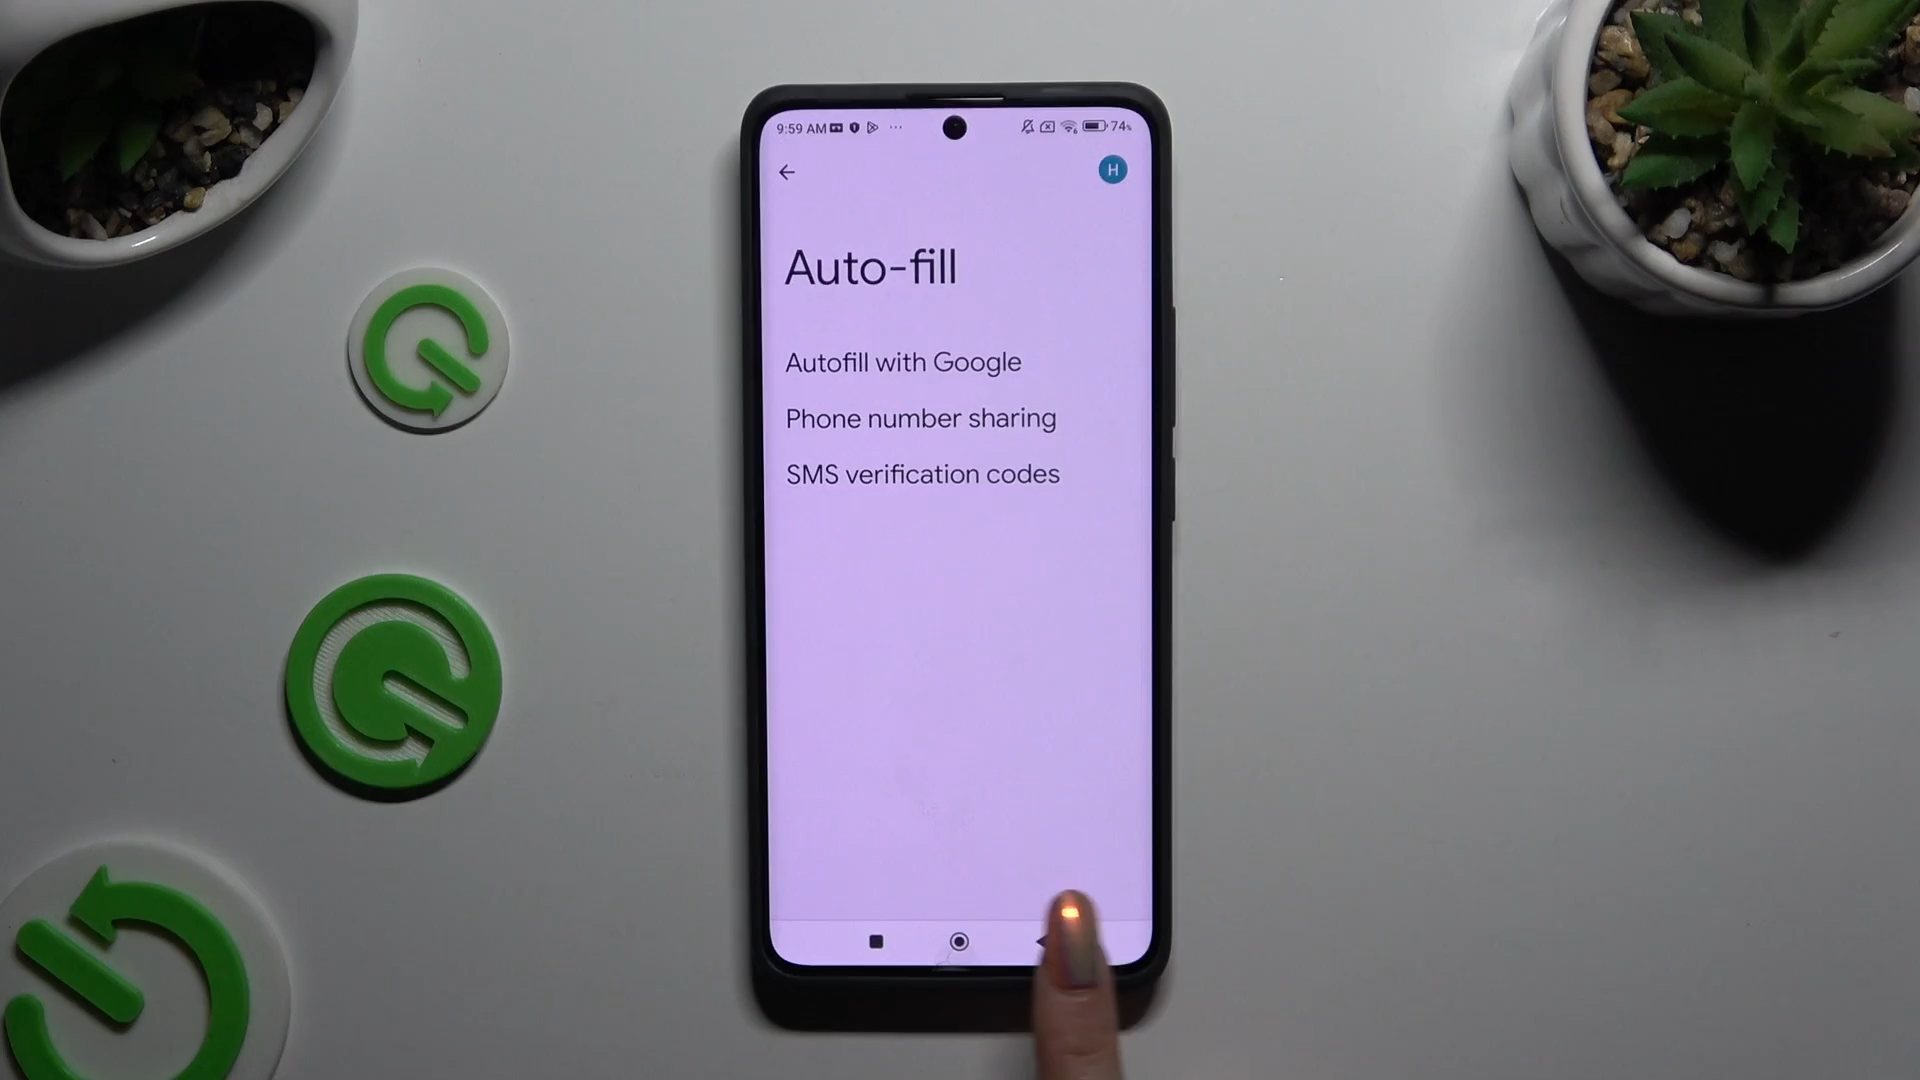 9:59 AM ... 74%
H
Auto-fill
Autofill with Google
Phone number sharing
SMS verification codes